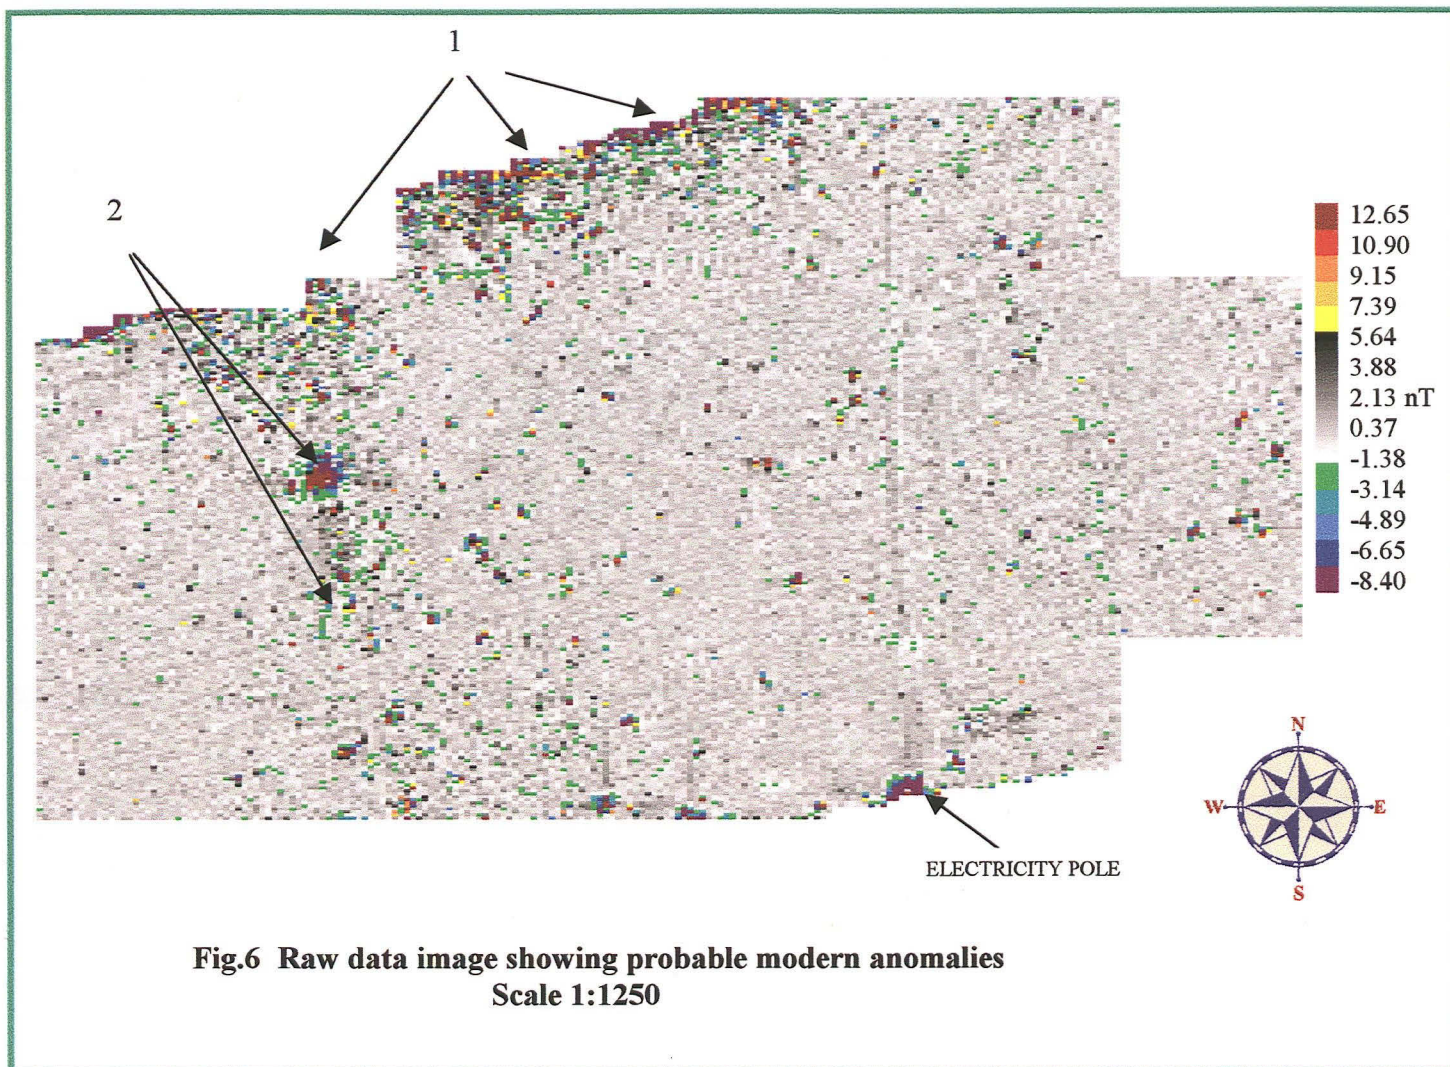 1
2
12.65
10.90
9.15
7.39
5.64
3.88
2.13 nT
0.37
-1.38
-3.14
-4.89
-6.65
-8.40
N
W E
S
ELECTRICITY POLE
Fig.6 Raw data image showing probable modern anomalies
Scale 1:1250